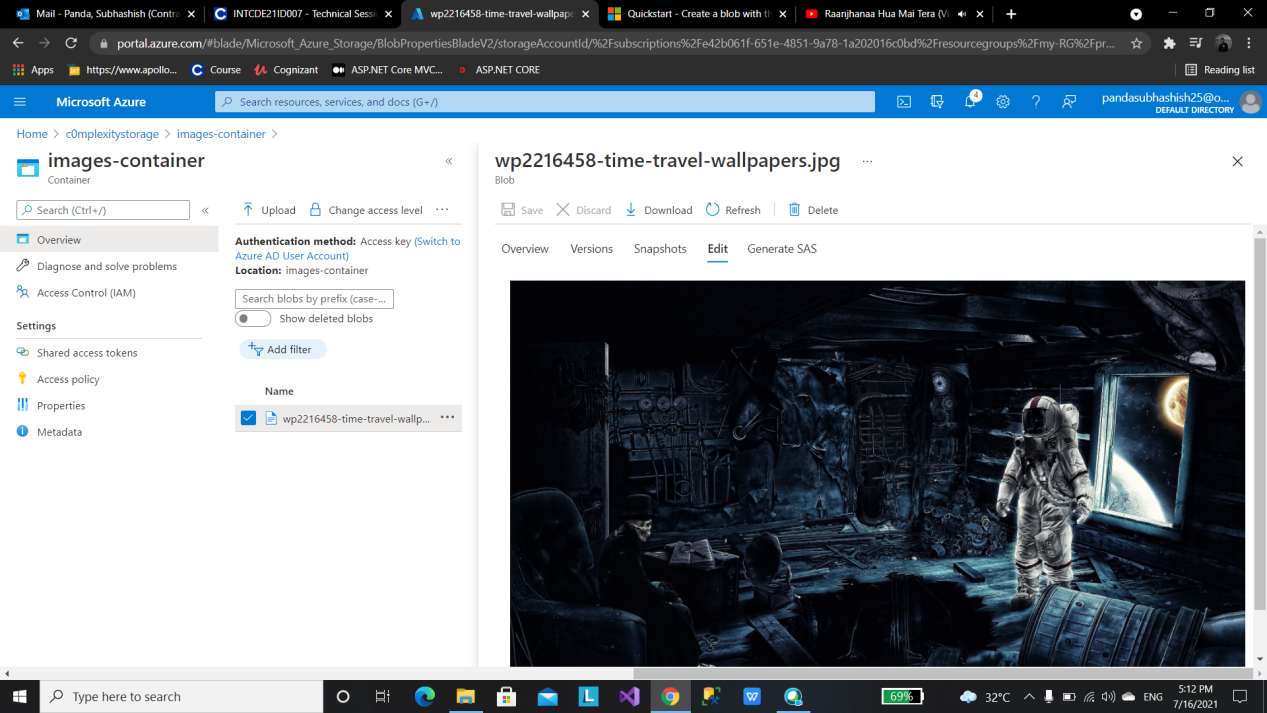 Mail - Panda, Subhashish (Contra
INTCDE21ID007 - Technical Sessi
wp2216458-time-travel-wallpape
Quickstart - Create a blob with th
Raanjhanaa Hua Mai Tera (Vi
portal.azure.com/#blade/Microsoft_Azure_Storage/BlobPropertiesBladeV2/storageAccountId/%2Fsubscriptions%2Fe42b061f-651e-4851-9a78-1a202016c0bd%2Fresourcegroups%2Fmy-RG%2Fpr...
Apps
https://www.apollo...
Course
Cognizant
ASP.NET Core MVC...
ASP.NET CORE
Reading list
Microsoft Azure
Search resources, services, and docs (G+/)
4
pandasubhashish25@o...
DEFAULT DIRECTORY
Home > c0mplexitystorage > images-container >
images-container
Container
Search (Ctrl+/)
Overview
Diagnose and solve problems
Access Control (IAM)
Settings
Shared access tokens
Access policy
Properties
Metadata
Upload
Change access level
Authentication method: Access key (Switch to
Azure AD User Account)
Location: images-container
Search blobs by prefix (case-...
Show deleted blobs
Add filter
Name
wp2216458-time-travel-wallp...
wp2216458-time-travel-wallpapers.jpg
Blob
Save
Discard
Download
Refresh
Delete
Overview
Versions
Snapshots
Edit
Generate SAS
Type here to search
69%
32°C
ENG
5:12 PM
7/16/2021